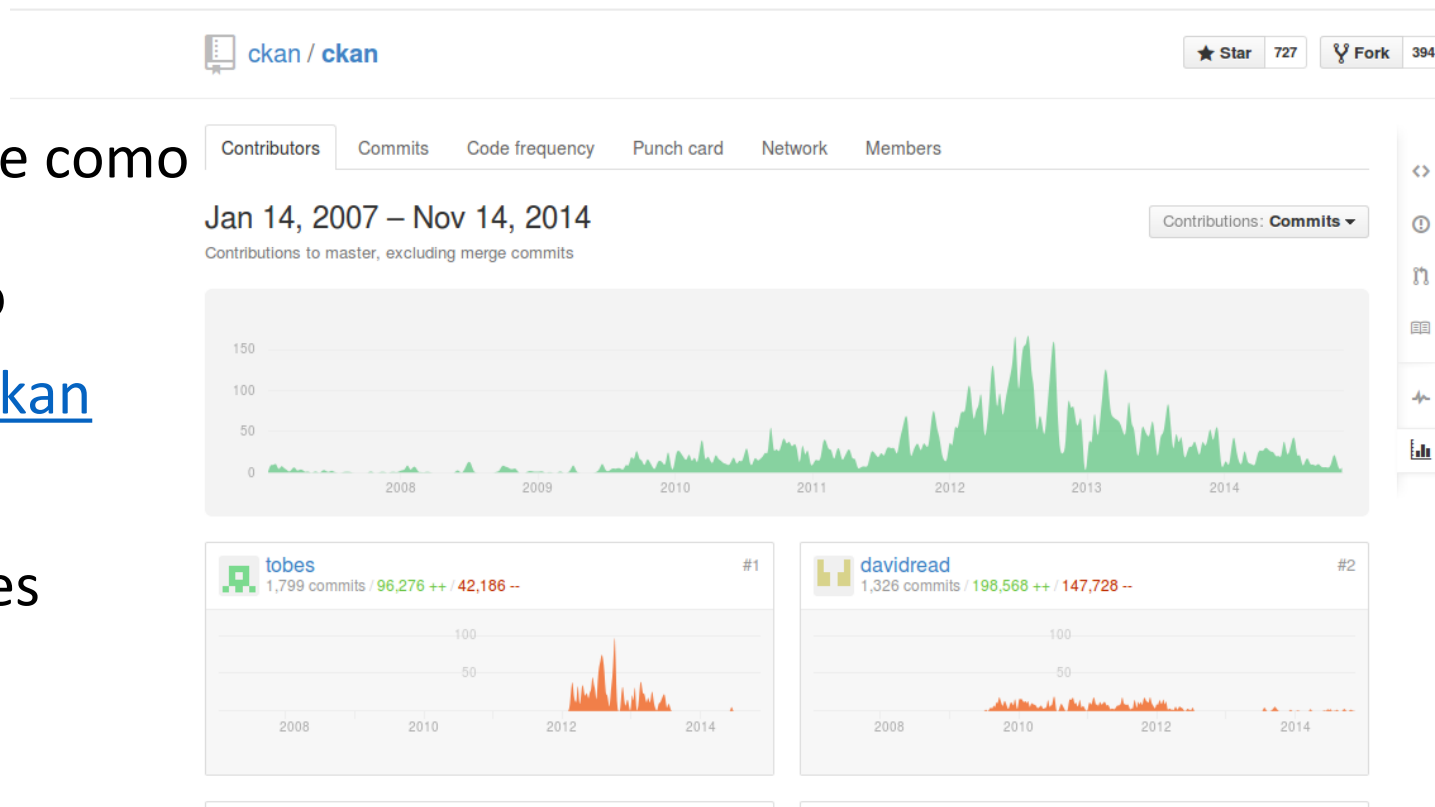 ckan / ckan
Star 727 Fork 394
e como
o
kan
es
Contributors Commits Code frequency Punch card Network Members
Jan 14, 2007 – Nov 14, 2014
Contributions: Commits
Contributions to master, excluding merge commits
150
100
50
0
2008 2009 2010 2011 2012 2013 2014
tobes #1
1,799 commits / 96,276 ++ / 42,186 --
100
50
2008 2010 2012 2014
davidread #2
1,326 commits / 198,568 ++ / 147,728 --
100
50
2008 2010 2012 2014